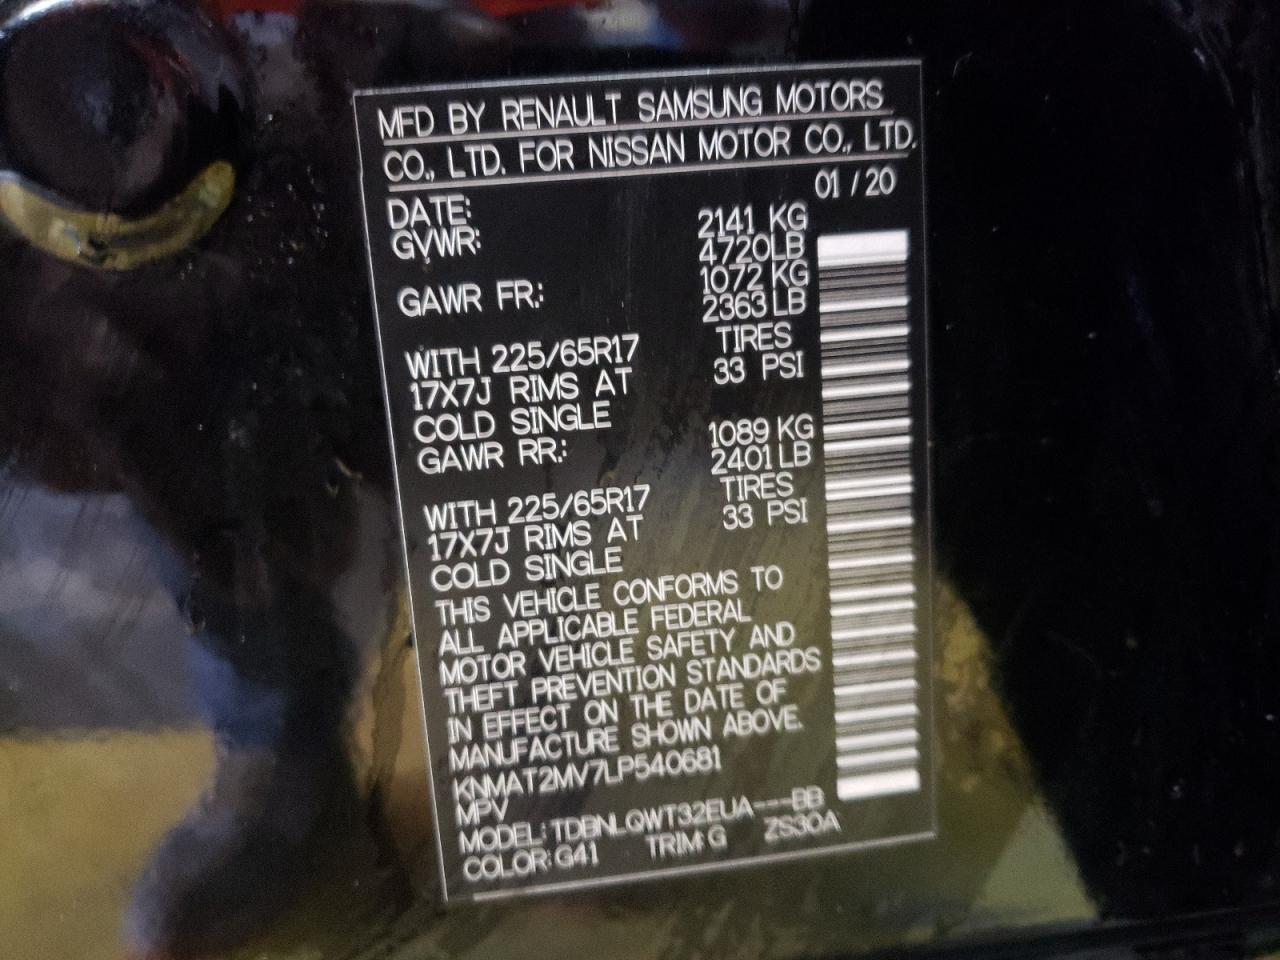 MFD BY RENAULT SAMSUNG MOTORS
CO., LTD. FOR NISSAN MOTOR CO., LTD.
DATE: 01 / 20
GVWR: 2141 KG
4720LB
GAWR FR.: 1072 KG
2363 LB
WITH 225/65R17 TIRES
17X7J RIMS AT 33 PSI
COLD SINGLE
GAWR RR.: 1089 KG
2401 LB
WITH 225/65R17 TIRES
17X7J RIMS AT 33 PSI
COLD SINGLE
THIS VEHICLE CONFORMS TO
ALL APPLICABLE FEDERAL
MOTOR VEHICLE SAFETY AND
THEFT PREVENTION STANDARDS
IN EFFECT ON THE DATE OF
MANUFACTURE SHOWN ABOVE.
KNMAT2MV7LP540681
MPV
MODEL: TDBNLQWT32EUA---BB
COLOR: G41 TRIM: G ZS30A